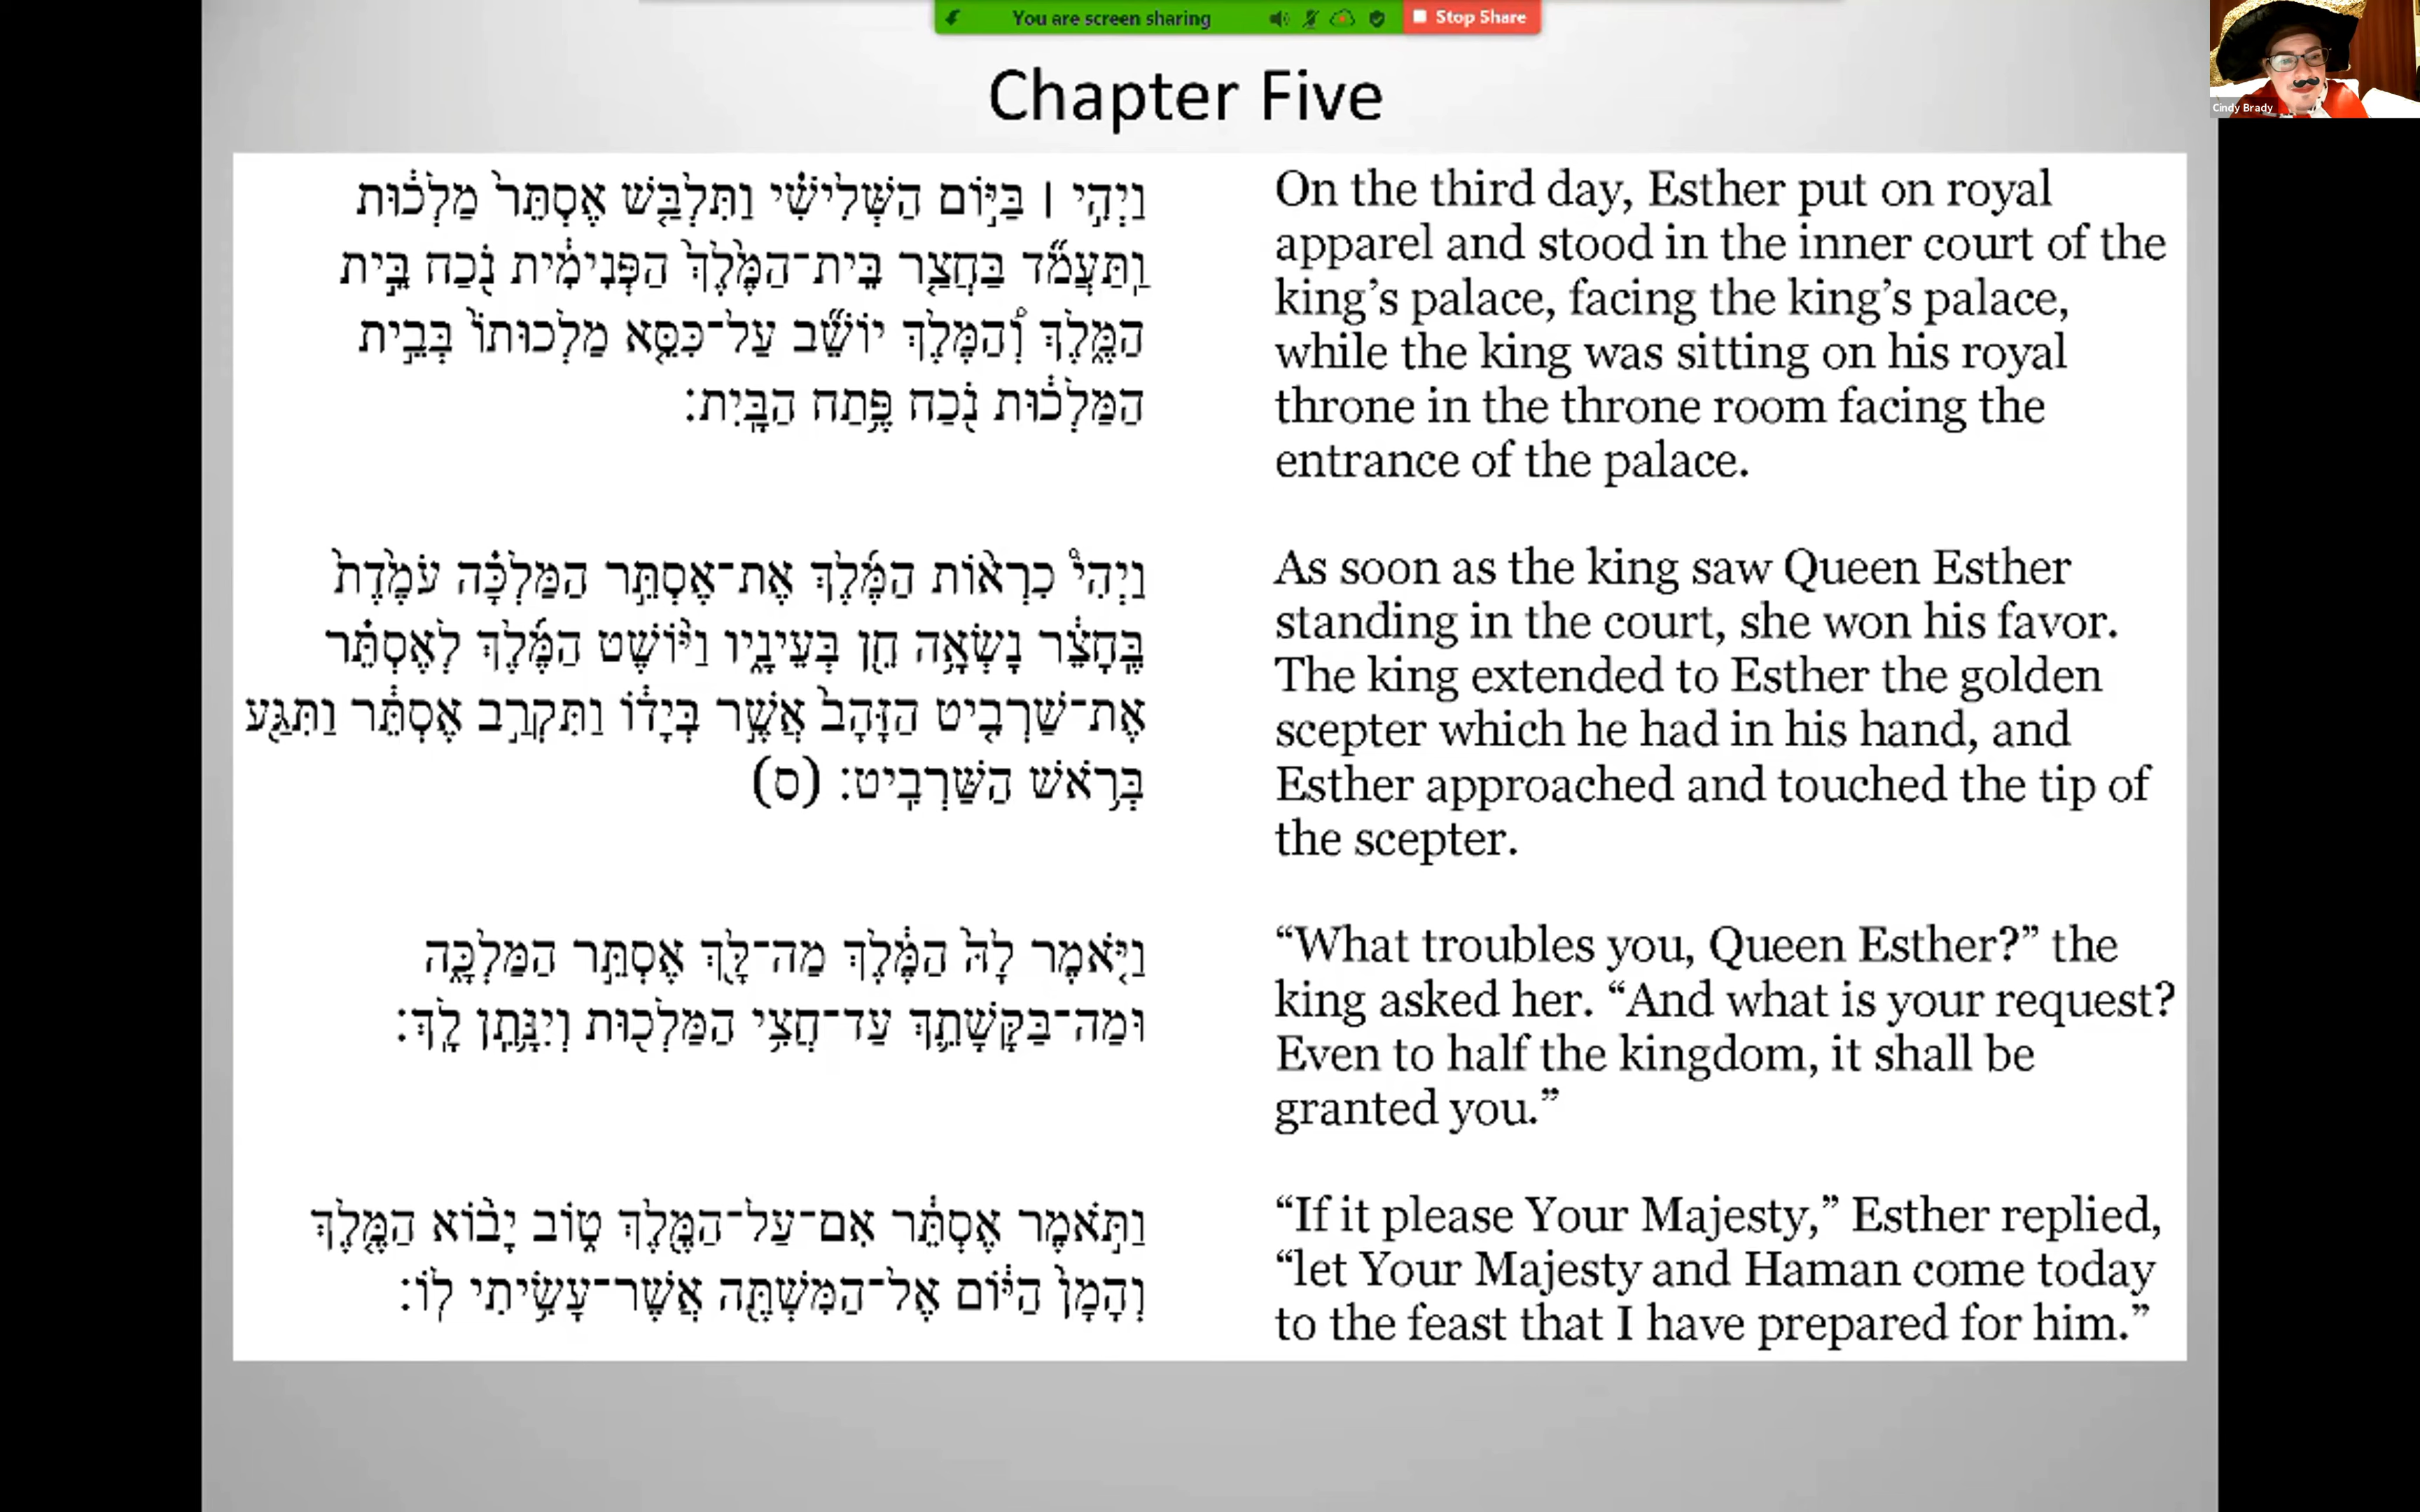 You are screen sharing
Stop Share
Cindy Brady
Chapter Five
וַיְהִ֣י ׀ בַּיּ֣וֹם הַשְּׁלִישִׁ֗י וַתִּלְבַּ֤שׁ אֶסְתֵּר֙ מַלְכ֔וּת
וַֽתַּעֲמֹ֞ד בַּחֲצַ֤ר בֵּית־הַמֶּ֙לֶךְ֙ הַפְּנִימִ֔ית נֹ֖כַח בֵּ֣ית
הַמֶּ֑לֶךְ וְ֠הַמֶּלֶךְ יוֹשֵׁ֞ב עַל־כִּסֵּ֤א מַלְכוּתוֹ֙ בְּבֵ֣ית
הַמַּלְכ֔וּת נֹ֖כַח פֶּ֥תַח הַבָּֽיִת׃
On the third day, Esther put on royal
apparel and stood in the inner court of the
king’s palace, facing the king’s palace,
while the king was sitting on his royal
throne in the throne room facing the
entrance of the palace.
וַיְהִי֩ כִרְא֨וֹת הַמֶּ֜לֶךְ אֶת־אֶסְתֵּ֣ר הַמַּלְכָּ֗ה עֹמֶ֙דֶת֙
בֶּֽחָצֵ֔ר נָשְׂאָ֥ה חֵ֖ן בְּעֵינָ֑יו וַיּ֨וֹשֶׁט הַמֶּ֜לֶךְ לְאֶסְתֵּ֗ר
אֶת־שַׁרְבִ֤יט הַזָּהָב֙ אֲשֶׁ֣ר בְּיָד֔וֹ וַתִּקְרַ֣ב אֶסְתֵּ֔ר וַתִּגַּ֖ע
בְּרֹ֥אשׁ הַשַּׁרְבִֽיט׃ (ס)
As soon as the king saw Queen Esther
standing in the court, she won his favor.
The king extended to Esther the golden
scepter which he had in his hand, and
Esther approached and touched the tip of
the scepter.
וַיֹּ֤אמֶר לָהּ֙ הַמֶּ֔לֶךְ מַה־לָּ֖ךְ אֶסְתֵּ֣ר הַמַּלְכָּ֑ה
וּמַה־בַּקָּשָׁתֵ֛ךְ עַד־חֲצִ֥י הַמַּלְכ֖וּת וְיִנָּ֥תֵֽן לָֽךְ׃
“What troubles you, Queen Esther?” the
king asked her. “And what is your request?
Even to half the kingdom, it shall be
granted you.”
וַתֹּ֣אמֶר אֶסְתֵּ֔ר אִם־עַל־הַמֶּ֖לֶךְ ט֑וֹב יָב֨וֹא הַמֶּ֤לֶךְ
וְהָמָן֙ הַיּ֔וֹם אֶל־הַמִּשְׁתֶּ֖ה אֲשֶׁר־עָשִׂ֥יתִי לֽוֹ׃
“If it please Your Majesty,” Esther replied,
“let Your Majesty and Haman come today
to the feast that I have prepared for him.”